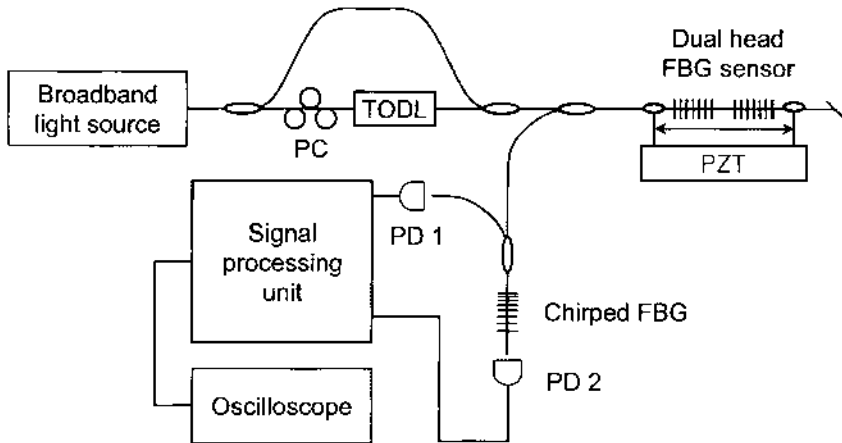 Dual head
FBG sensor
Broadband
light source
TODL
PC
PZT
Signal
processing
unit
PD 1
Chirped FBG
PD 2
Oscilloscope